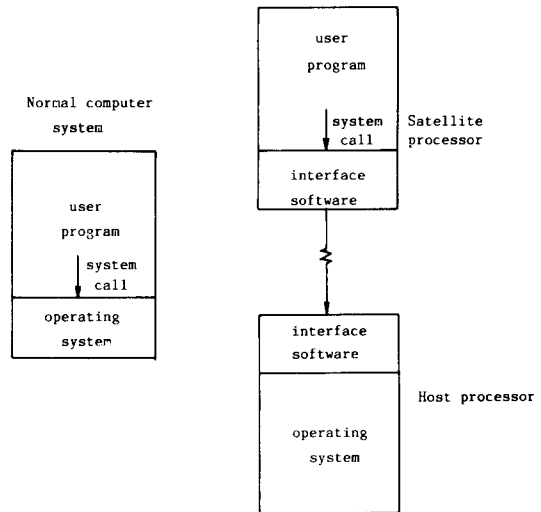 Normal computer
system
user
program
system
call
operating
system
user
program
system
call
Satellite
processor
interface
software
interface
software
Host processor
operating
system